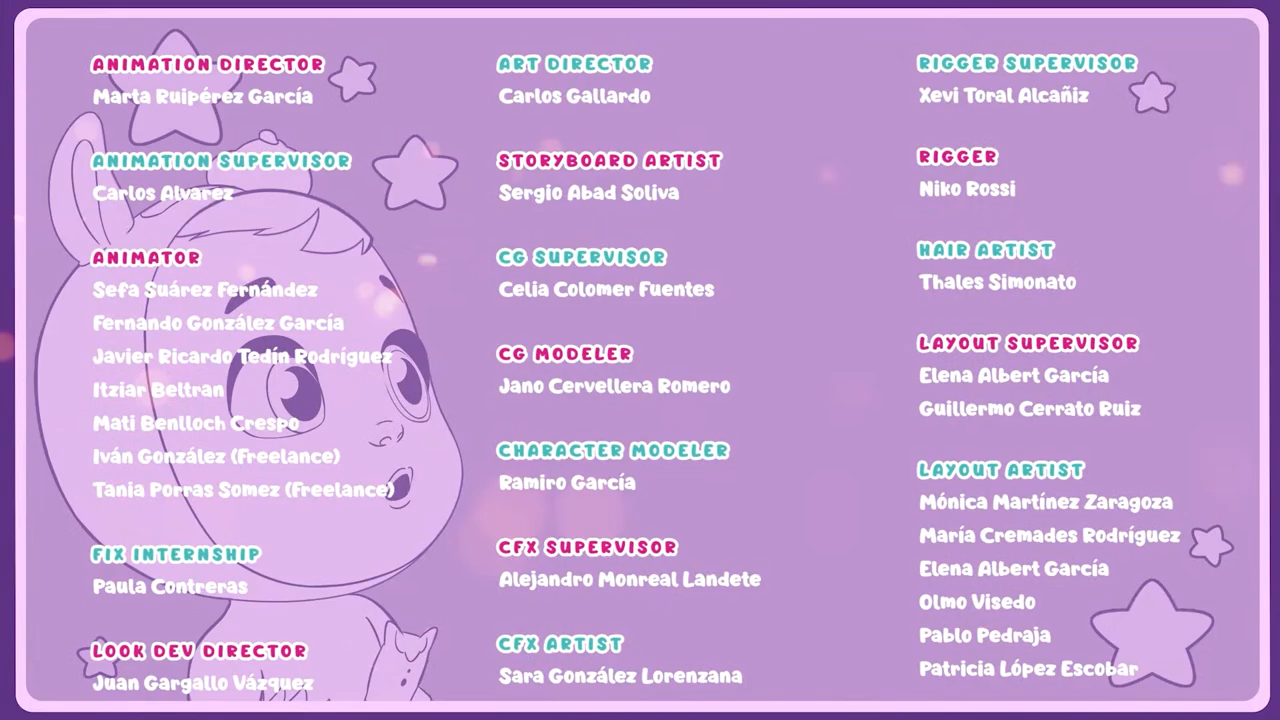 ANIMATION DIRECTOR
Marta Ruipérez García
ANIMATION SUPERVISOR
Carlos Alvarez
ANIMATOR
Sefa Suárez Fernández
Fernando González García
Javier Ricardo Tedín Rodríguez
Itziar Beltran
Mati Benlloch Crespo
Iván González (Freelance)
Tania Porras Somez (Freelance)
FIX INTERNSHIP
Paula Contreras
LOOK DEV DIRECTOR
Juan Gargallo Vázquez
ART DIRECTOR
Carlos Gallardo
STORYBOARD ARTIST
Sergio Abad Soliva
CG SUPERVISOR
Celia Colomer Fuentes
CG MODELER
Jano Cervellera Romero
CHARACTER MODELER
Ramiro García
CFX SUPERVISOR
Alejandro Monreal Landete
CFX ARTIST
Sara González Lorenzana
RIGGER SUPERVISOR
Xevi Toral Alcañiz
RIGGER
Niko Rossi
HAIR ARTIST
Thales Simonato
LAYOUT SUPERVISOR
Elena Albert García
Guillermo Cerrato Ruiz
LAYOUT ARTIST
Mónica Martínez Zaragoza
María Cremades Rodríguez
Elena Albert García
Olmo Visedo
Pablo Pedraja
Patricia López Escobar